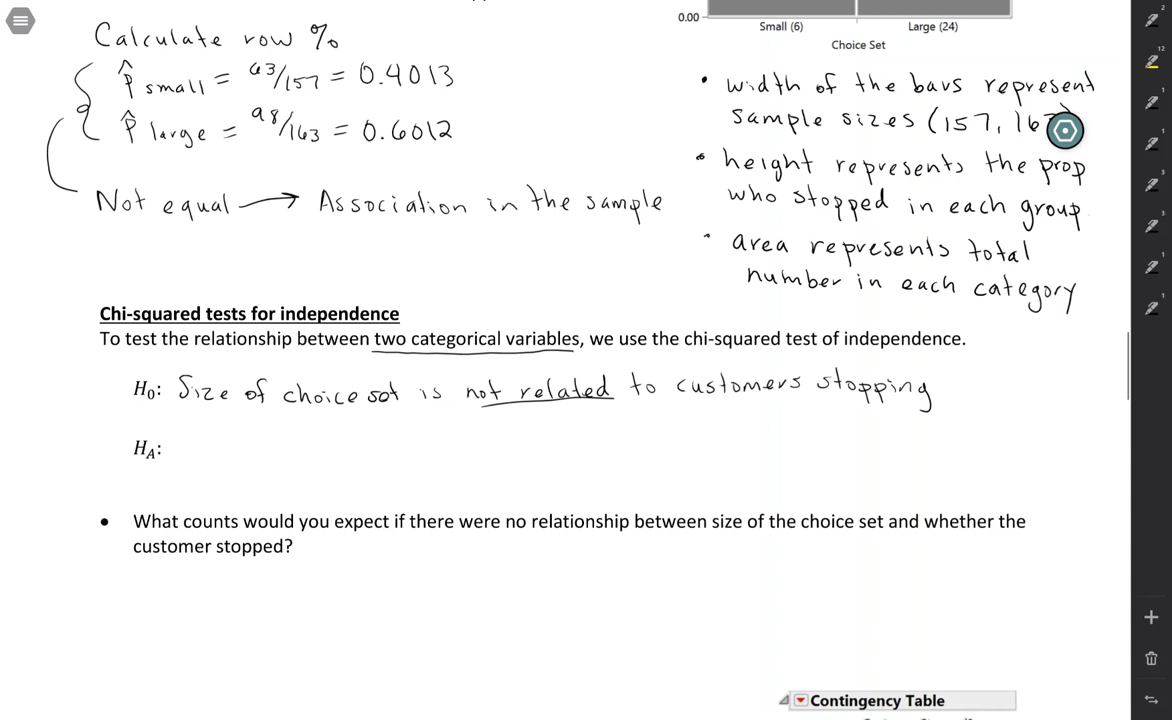 Calculate row %
p̂ small = 63/157 = 0.4013
p̂ large = 98/163 = 0.6012
Not equal → Association in the sample
0.00
Small (6) Large (24)
Choice Set
• width of the bars represent
sample sizes (157, 163)
• height represents the prop
who stopped in each group
• area represents total
number in each category
Chi-squared tests for independence
To test the relationship between two categorical variables, we use the chi-squared test of independence.
H₀: Size of choice set is not related to customers stopping
Hₐ:
• What counts would you expect if there were no relationship between size of the choice set and whether the
customer stopped?
Contingency Table